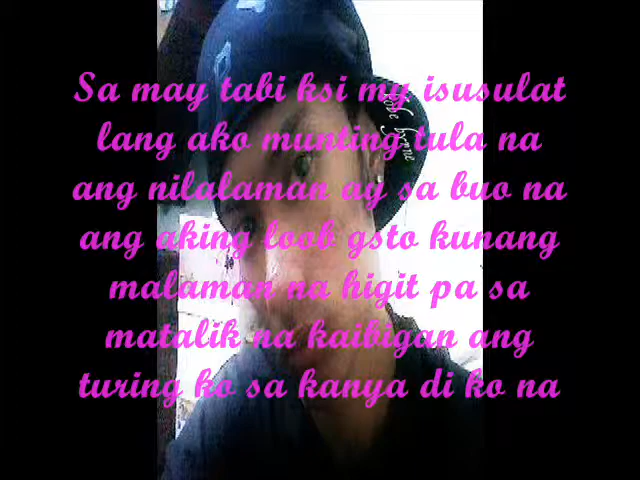 Sa may tabi ksi my isusulat
lang ako munting tula na
ang nilalaman ay sa buo na
ang aking loob gsto kunang
malaman na higit pa sa
matalik na kaibigan ang
turing ko sa kanya di ko na